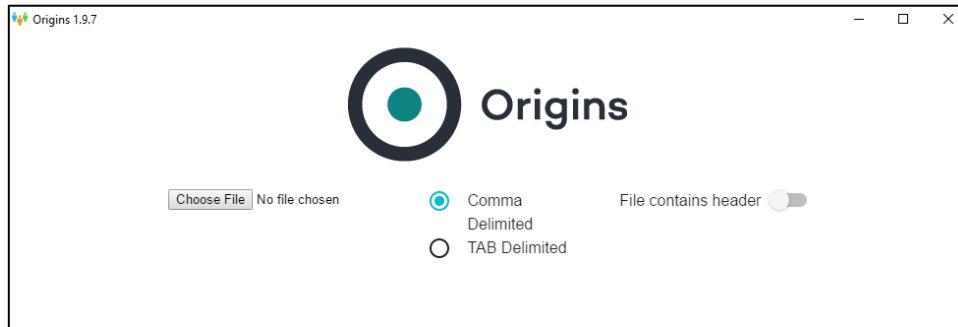 Origins 1.9.7
Origins
Choose File No file chosen
Comma
Delimited
TAB Delimited
File contains header